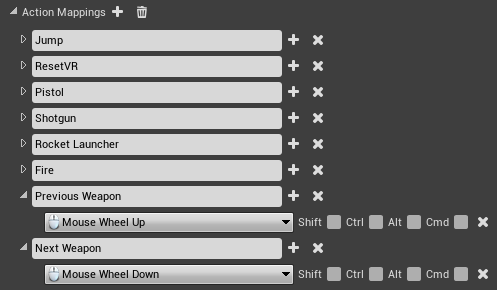 Action Mappings
Jump
ResetVR
Pistol
Shotgun
Rocket Launcher
Fire
Previous Weapon
Mouse Wheel Up Shift Ctrl Alt Cmd
Next Weapon
Mouse Wheel Down Shift Ctrl Alt Cmd